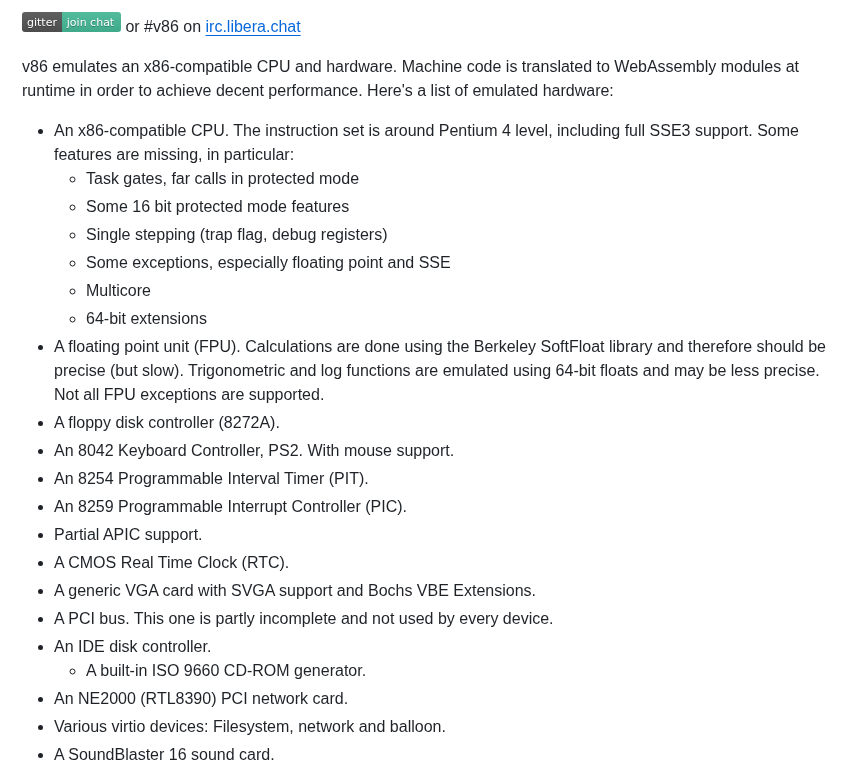 gitter join chat or #v86 on irc.libera.chat
v86 emulates an x86-compatible CPU and hardware. Machine code is translated to WebAssembly modules at
runtime in order to achieve decent performance. Here's a list of emulated hardware:
An x86-compatible CPU. The instruction set is around Pentium 4 level, including full SSE3 support. Some
features are missing, in particular:
Task gates, far calls in protected mode
Some 16 bit protected mode features
Single stepping (trap flag, debug registers)
Some exceptions, especially floating point and SSE
Multicore
64-bit extensions
A floating point unit (FPU). Calculations are done using the Berkeley SoftFloat library and therefore should be
precise (but slow). Trigonometric and log functions are emulated using 64-bit floats and may be less precise.
Not all FPU exceptions are supported.
A floppy disk controller (8272A).
An 8042 Keyboard Controller, PS2. With mouse support.
An 8254 Programmable Interval Timer (PIT).
An 8259 Programmable Interrupt Controller (PIC).
Partial APIC support.
A CMOS Real Time Clock (RTC).
A generic VGA card with SVGA support and Bochs VBE Extensions.
A PCI bus. This one is partly incomplete and not used by every device.
An IDE disk controller.
A built-in ISO 9660 CD-ROM generator.
An NE2000 (RTL8390) PCI network card.
Various virtio devices: Filesystem, network and balloon.
A SoundBlaster 16 sound card.